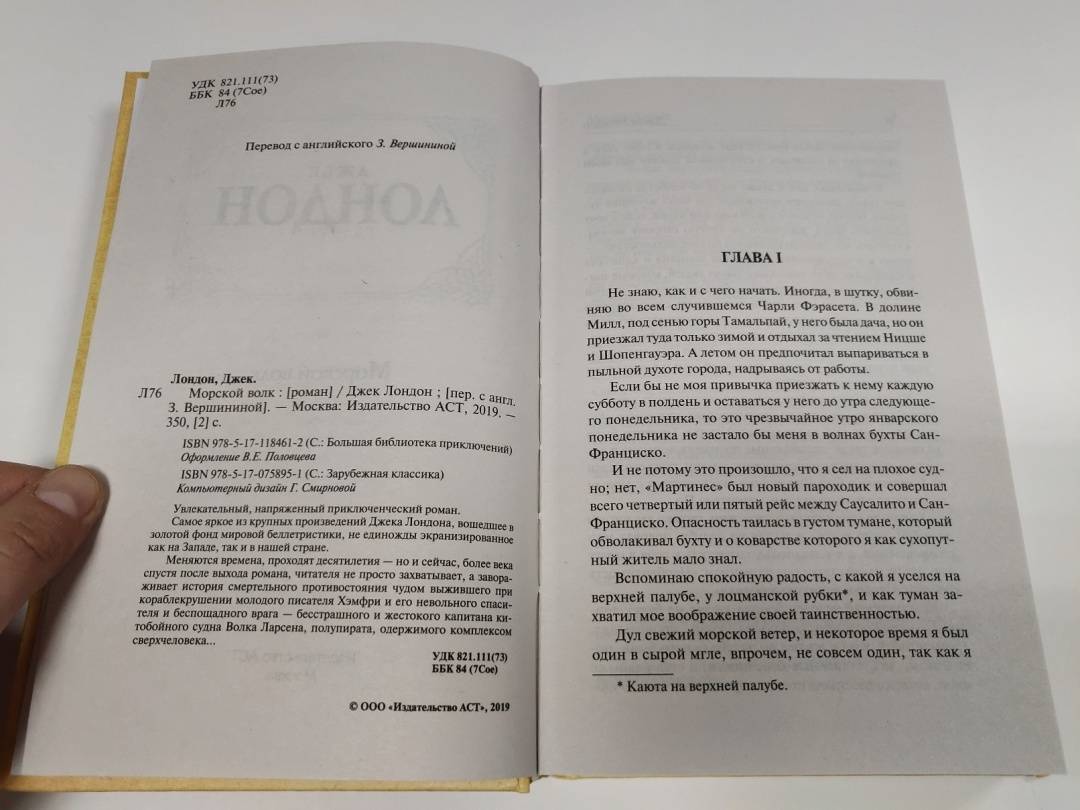 УДК 821.111(73)
ББК 84 (7Сое)
Л76
Перевод с английского З. Вершининой
Лондон, Джек.
Л76 Морской волк : [роман] / Джек Лондон ; [пер. с англ.
З. Вершининой]. — Москва: Издательство АСТ, 2019. —
350, [2] с.
ISBN 978-5-17-118461-2 (С.: Большая библиотека приключений)
Оформление В.Е. Половцева
ISBN 978-5-17-075895-1 (С.: Зарубежная классика)
Компьютерный дизайн Г. Смирновой
Увлекательный, напряженный приключенческий роман.
Самое яркое из крупных произведений Джека Лондона, вошедшее в
золотой фонд мировой беллетристики, не единожды экранизированное
как на Западе, так и в нашей стране.
Меняются времена, проходят десятилетия — но и сейчас, более века
спустя после выхода романа, читателя не просто захватывает, а завора-
живает история смертельного противостояния чудом выжившего при
кораблекрушении молодого писателя Хэмфри и его невольного спаси-
теля и беспощадного врага — бесстрашного и жестокого капитана ки-
тобойного судна Волка Ларсена, полупирата, одержимого комплексом
сверхчеловека...
УДК 821.111(73)
ББК 84 (7Сое)
© ООО «Издательство АСТ», 2019
ГЛАВА I
Не знаю, как и с чего начать. Иногда, в шутку, обви-
няю во всем случившемся Чарли Фэрасета. В долине
Милл, под сенью горы Тамальпай, у него была дача, но он
приезжал туда только зимой и отдыхал за чтением Ницше
и Шопенгауэра. А летом он предпочитал выпариваться в
пыльной духоте города, надрываясь от работы.
Если бы не моя привычка приезжать к нему каждую
субботу в полдень и оставаться у него до утра следующе-
го понедельника, то это чрезвычайное утро январского
понедельника не застало бы меня в волнах бухты Сан-
Франциско.
И не потому это произошло, что я сел на плохое суд-
но; нет, «Мартинес» был новый пароходик и совершал
всего четвертый или пятый рейс между Саусалито и Сан-
Франциско. Опасность таилась в густом тумане, который
обволакивал бухту и о коварстве которого я как сухопут-
ный житель мало знал.
Вспоминаю спокойную радость, с какой я уселся на
верхней палубе, у лоцманской рубки*, и как туман за-
хватил мое воображение своей таинственностью.
Дул свежий морской ветер, и некоторое время я был
один в сырой мгле, впрочем, не совсем один, так как я
* Каюта на верхней палубе.